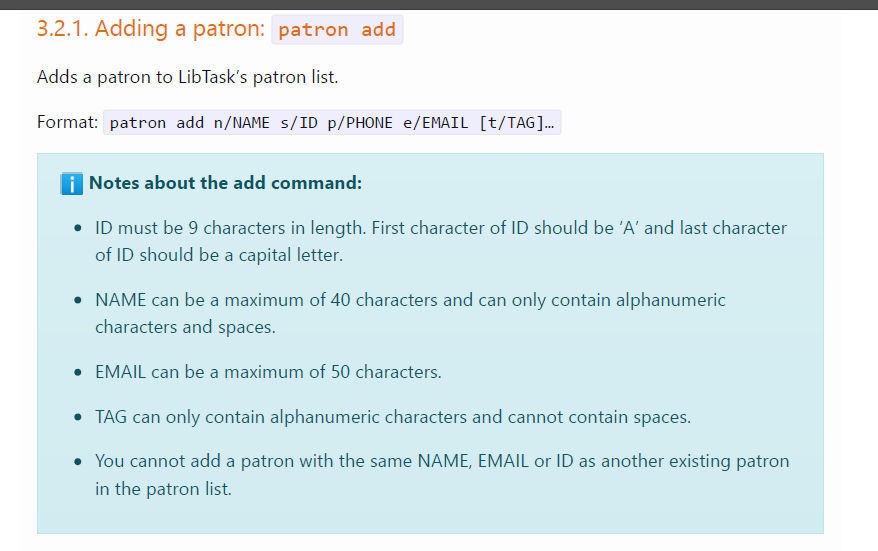 3.2.1. Adding a patron: patron add
Adds a patron to LibTask’s patron list.
Format: patron add n/NAME s/ID p/PHONE e/EMAIL [t/TAG]…
i Notes about the add command:
• ID must be 9 characters in length. First character of ID should be ‘A’ and last character
of ID should be a capital letter.
• NAME can be a maximum of 40 characters and can only contain alphanumeric
characters and spaces.
• EMAIL can be a maximum of 50 characters.
• TAG can only contain alphanumeric characters and cannot contain spaces.
• You cannot add a patron with the same NAME, EMAIL or ID as another existing patron
in the patron list.